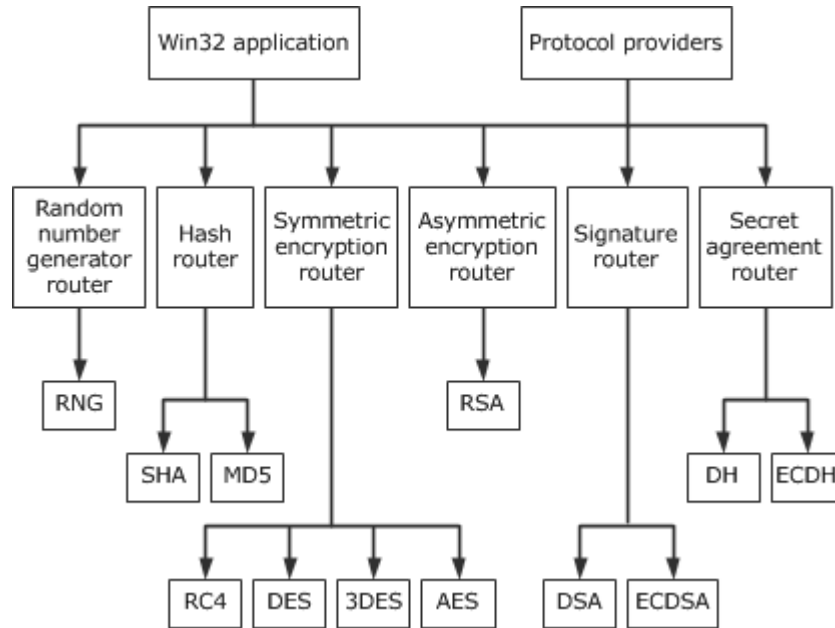 Win32 application
Protocol providers
Random
number
generator
router
Hash
router
Symmetric
encryption
router
Asymmetric
encryption
router
Signature
router
Secret
agreement
router
RNG
RSA
SHA
MD5
DH
ECDH
RC4
DES
3DES
AES
DSA
ECDSA